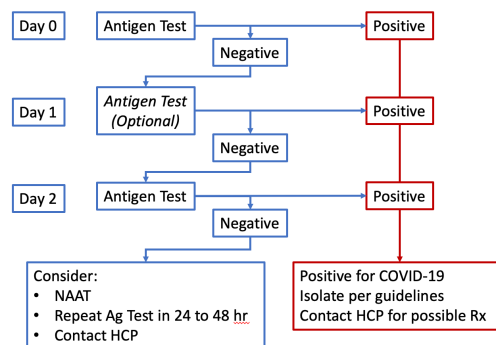 Day 0
Antigen Test
Positive
Negative
Day 1
Antigen Test
(Optional)
Positive
Negative
Day 2
Antigen Test
Positive
Negative
Consider:
• NAAT
• Repeat Ag Test in 24 to 48 hr
• Contact HCP
Positive for COVID-19
Isolate per guidelines
Contact HCP for possible Rx